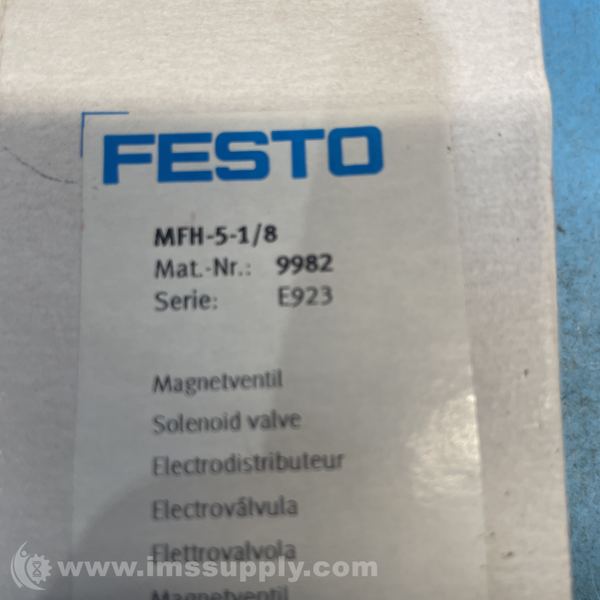 FESTO
MFH-5-1/8
Mat.-Nr.: 9982
Serie: E923
Magnetventil
Solenoid valve
Electrodistributeur
Electroválvula
Elettrovalvola
Magnetventil
www.imssupply.com